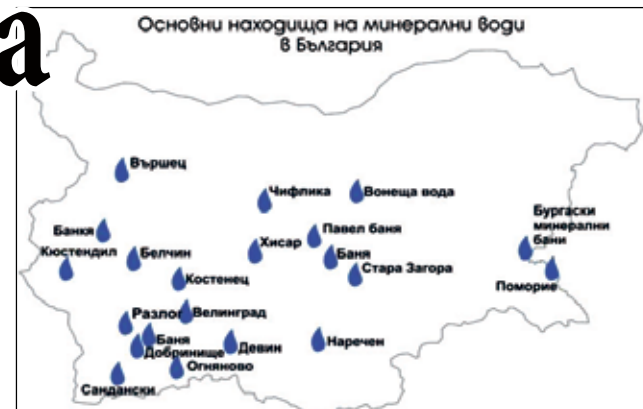 а
Основни находища на минерални води
в България
Вършец
Чифлика
Вонеща вода
Банкя
Павел баня
Бургаски
минерални
бани
Кюстендил
Белчин
Хисар
Баня
Стара Загора
Костенец
Поморие
Разлог
Велинград
Баня
Добринище
Девин
Наречен
Огняново
Сандански